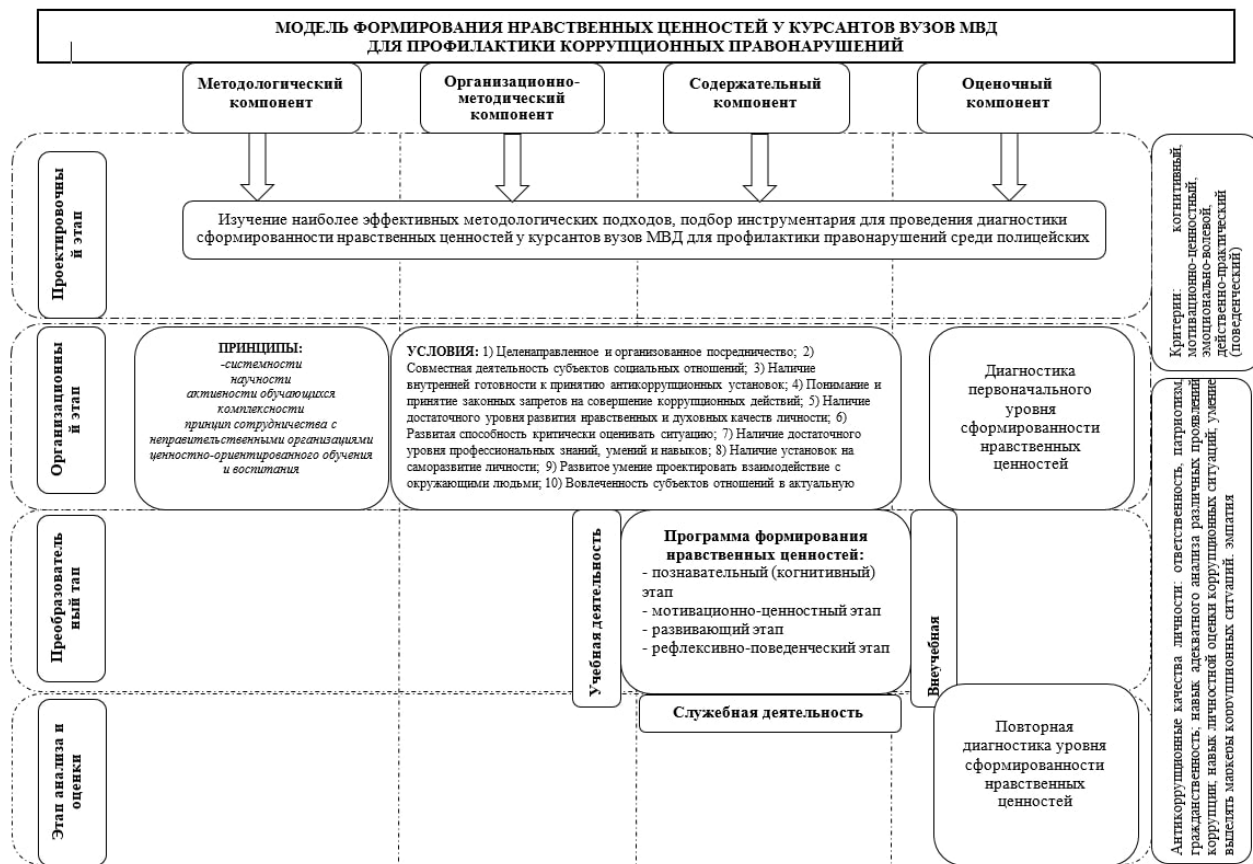 МОДЕЛЬ ФОРМИРОВАНИЯ НРАВСТВЕННЫХ ЦЕННОСТЕЙ У КУРСАНТОВ ВУЗОВ МВД
ДЛЯ ПРОФИЛАКТИКИ КОРРУПЦИОННЫХ ПРАВОНАРУШЕНИЙ
Методологический
компонент
Организационно-
методический
компонент
Содержательный
компонент
Оценочный
компонент
Проектировочны
й этап
Изучение наиболее эффективных методологических подходов, подбор инструментария для проведения диагностики
сформированности нравственных ценностей у курсантов вузов МВД для профилактики правонарушений среди полицейских
Критерии: когнитивный,
мотивационно-ценностный,
эмоционально-волевой,
действенно-практический
(поведенческий)
Организационны
й этап
ПРИНЦИПЫ:
-системности
научности
активности обучающихся
комплексности
принцип сотрудничества с
неправительственными организациями
ценностно-ориентированного обучения
и воспитания
УСЛОВИЯ: 1) Целенаправленное и организованное посредничество; 2)
Совместная деятельность субъектов социальных отношений; 3) Наличие
внутренней готовности к принятию антикоррупционных установок; 4) Понимание и
принятие законных запретов на совершение коррупционных действий; 5) Наличие
достаточного уровня развития нравственных и духовных качеств личности; 6)
Развитая способность критически оценивать ситуацию; 7) Наличие достаточного
уровня профессиональных знаний, умений и навыков; 8) Наличие установок на
саморазвитие личности; 9) Развитое умение проектировать взаимодействие с
окружающими людьми; 10) Вовлеченность субъектов отношений в актуальную
Диагностика
первоначального
уровня
сформированности
нравственных
ценностей
Преобразователь
ный тап
Учебная деятельность
Программа формирования
нравственных ценностей:
- познавательный (когнитивный)
этап
- мотивационно-ценностный этап
- развивающий этап
- рефлексивно-поведенческий этап
Внеучебная
Служебная деятельность
Антикоррупционные качества личности: ответственность, патриотизм,
гражданственность; навык адекватного анализа различных проявлений
коррупции; навык личностной оценки коррупционных ситуаций; умение
выделять маркеры коррупционных ситуаций. эмпатия
Этап анализа и
оценки
Повторная
диагностика уровня
сформированности
нравственных
ценностей